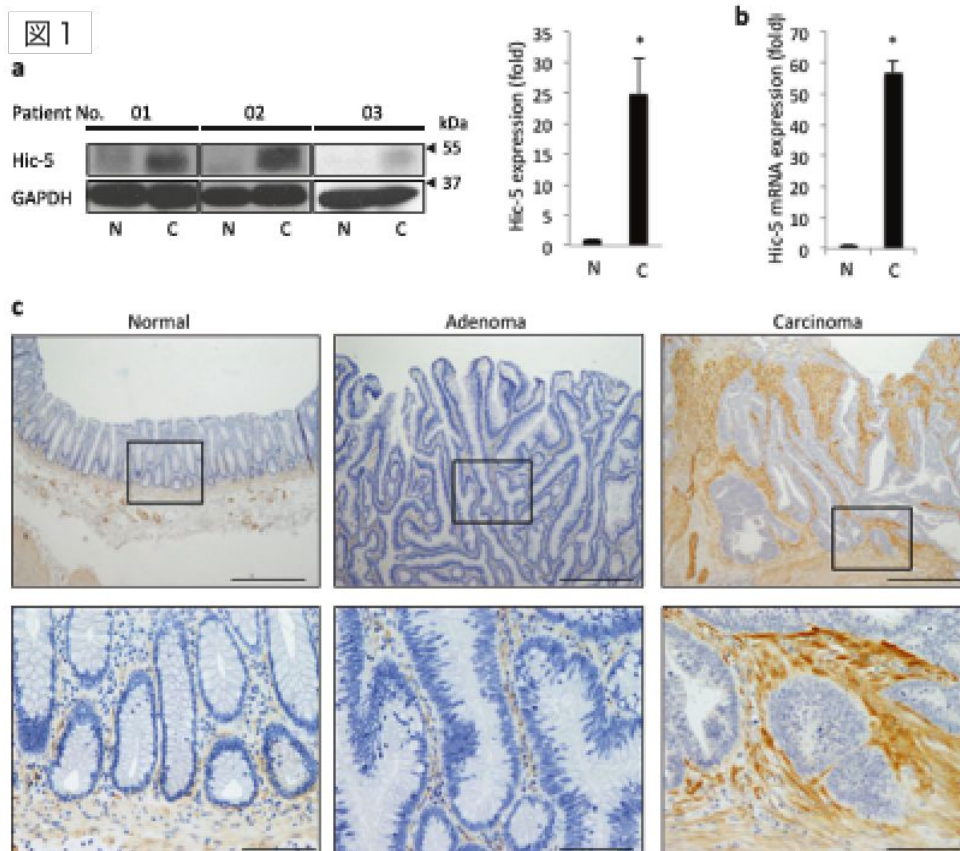 図1
a
Patient No. 01 02 03
kDa
Hic-5
55
GAPDH
37
N C N C N C
Hic-5 expression (fold)
35
30
25
20
15
10
5
0
*
N C
b
Hic-5 mRNA expression (fold)
70
60
50
40
30
20
10
0
*
N C
c
Normal Adenoma Carcinoma